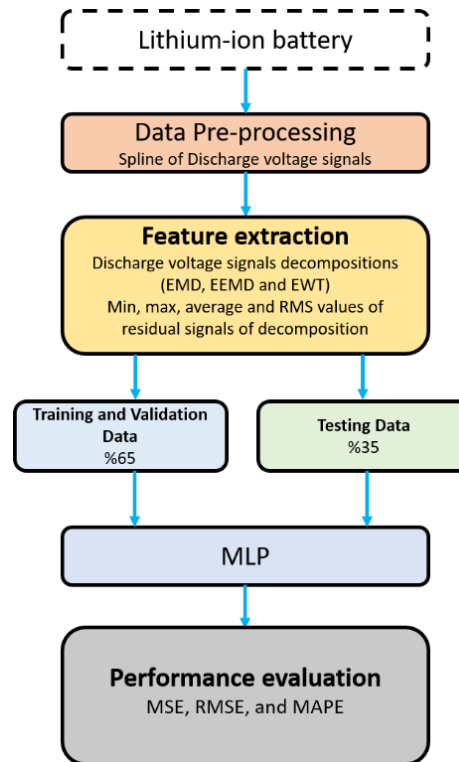 Lithium-ion battery
Data Pre-processing
Spline of Discharge voltage signals
Feature extraction
Discharge voltage signals decompositions
(EMD, EEMD and EWT)
Min, max, average and RMS values of
residual signals of decomposition
Training and Validation
Data
%65
Testing Data
%35
MLP
Performance evaluation
MSE, RMSE, and MAPE